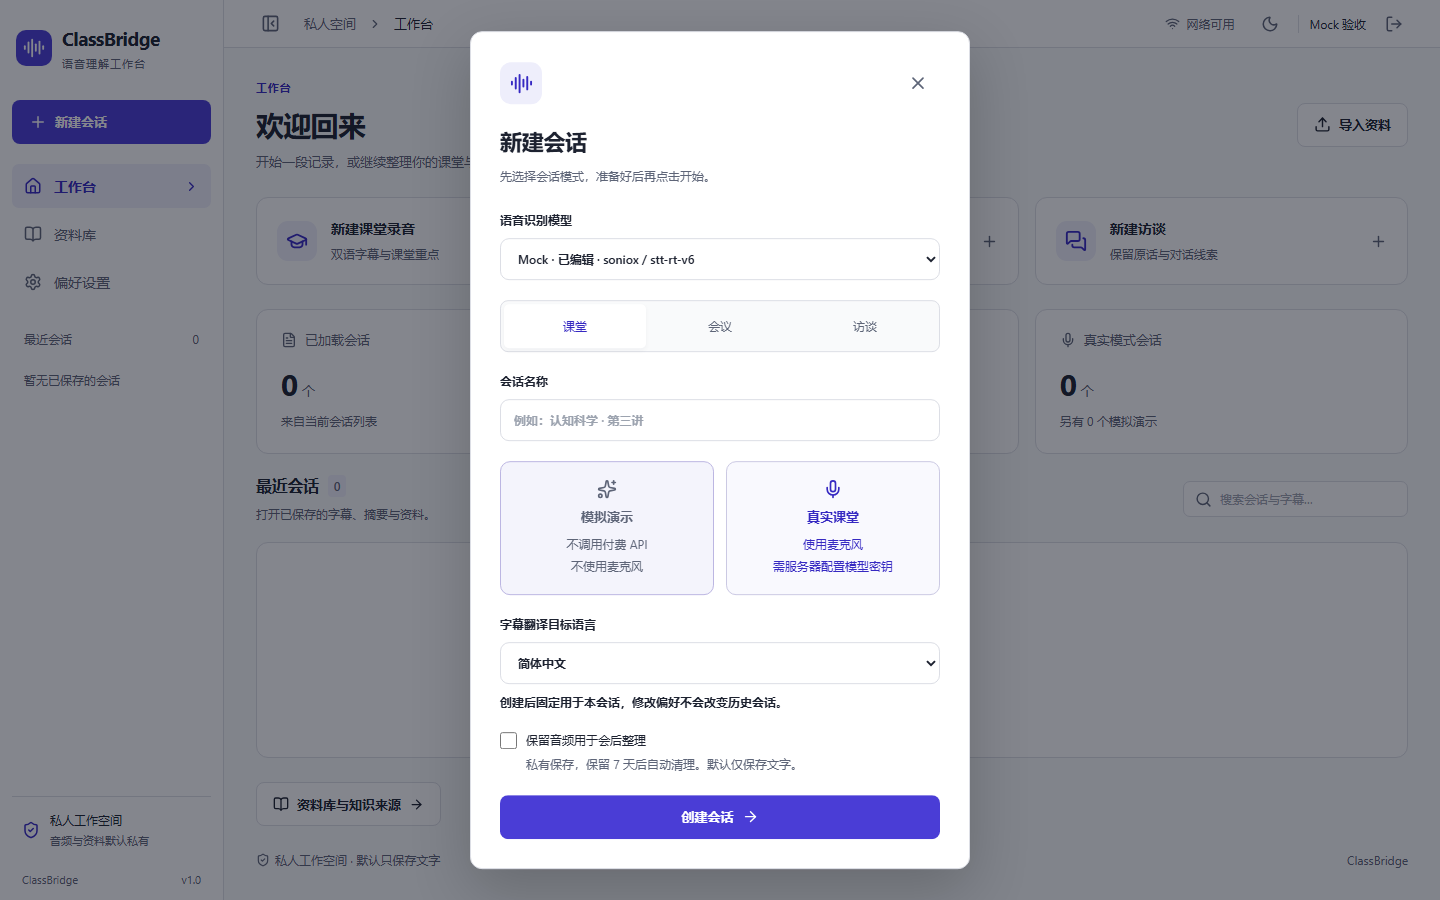 ClassBridge
语音理解工作台
新建会话
工作台
资料库
偏好设置
最近会话 0
暂无已保存的会话
私人工作空间
音频与资料默认私有
ClassBridge v1.0
私人空间 > 工作台
网络可用
Mock 验收
工作台
欢迎回来
开始一段记录，或继续整理你的课堂与
导入资料
新建课堂录音
双语字幕与课堂重点
新建访谈
保留原话与对话线索
已加载会话
0 个
来自当前会话列表
真实模式会话
0 个
另有 0 个模拟演示
最近会话 0
打开已保存的字幕、摘要与资料。
搜索会话与字幕...
资料库与知识来源
私人工作空间 · 默认只保存文字
ClassBridge
新建会话
先选择会话模式，准备好后再点击开始。
语音识别模型
Mock · 已编辑 · soniox / stt-rt-v6
课堂 会议 访谈
会话名称
例如：认知科学 · 第三讲
模拟演示
不调用付费 API
不使用麦克风
真实课堂
使用麦克风
需服务器配置模型密钥
字幕翻译目标语言
简体中文
创建后固定用于本会话，修改偏好不会改变历史会话。
保留音频用于会后整理
私有保存，保留 7 天后自动清理。默认仅保存文字。
创建会话